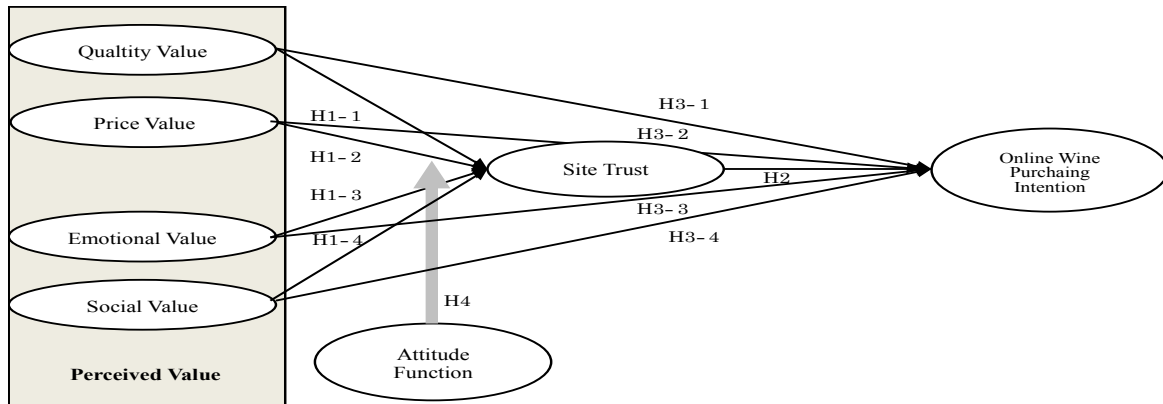 Qualtity Value
H3-1
Price Value
H1-1
H3-2
H1-2
Site Trust
Online Wine
Purchaing
Intention
H2
H1-3
H3-3
Emotional Value
H1-4
H3-4
Social Value
H4
Attitude
Function
Perceived Value